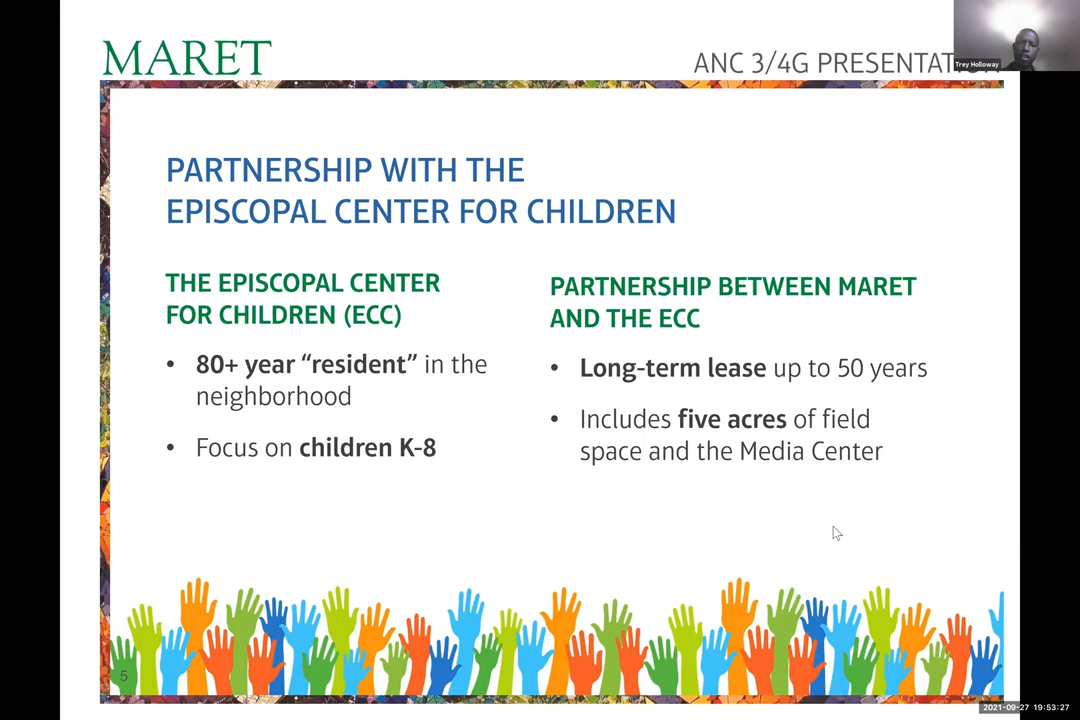 MARET
ANC 3/4G PRESENTATION
Trey Holloway
PARTNERSHIP WITH THE
EPISCOPAL CENTER FOR CHILDREN
THE EPISCOPAL CENTER
FOR CHILDREN (ECC)
• 80+ year “resident” in the
neighborhood
• Focus on children K-8
PARTNERSHIP BETWEEN MARET
AND THE ECC
• Long-term lease up to 50 years
• Includes five acres of field
space and the Media Center
5
2021-09-27 19:53:27